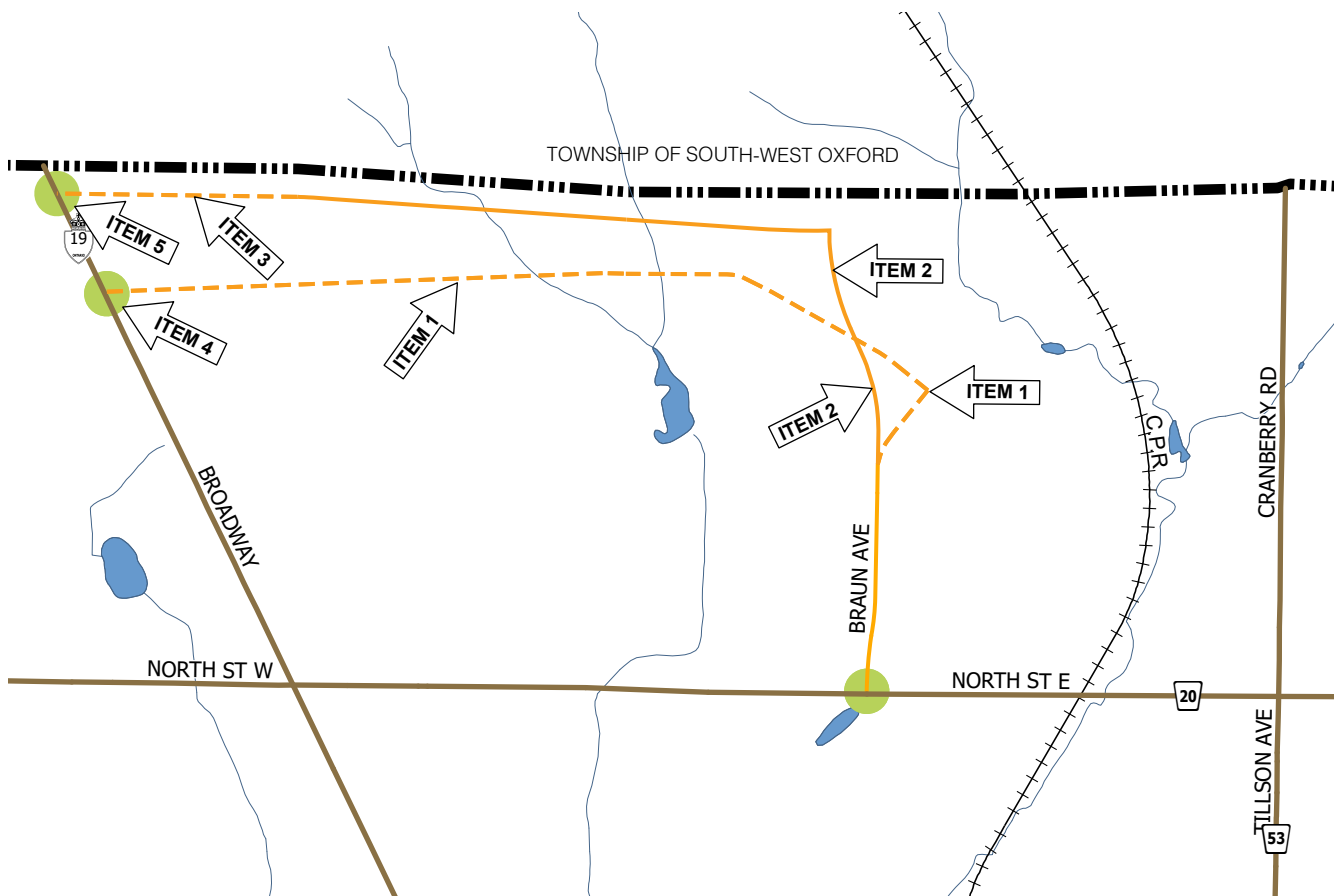 TOWNSHIP OF SOUTH-WEST OXFORD
ITEM 5
ITEM 3
19
ONTARIO
ITEM 2
ITEM 4
ITEM 1
ITEM 1
ITEM 2
C.P.R
CRANBERRY RD
BROADWAY
BRAUN AVE
NORTH ST W
NORTH ST E
20
TILLSON AVE
53